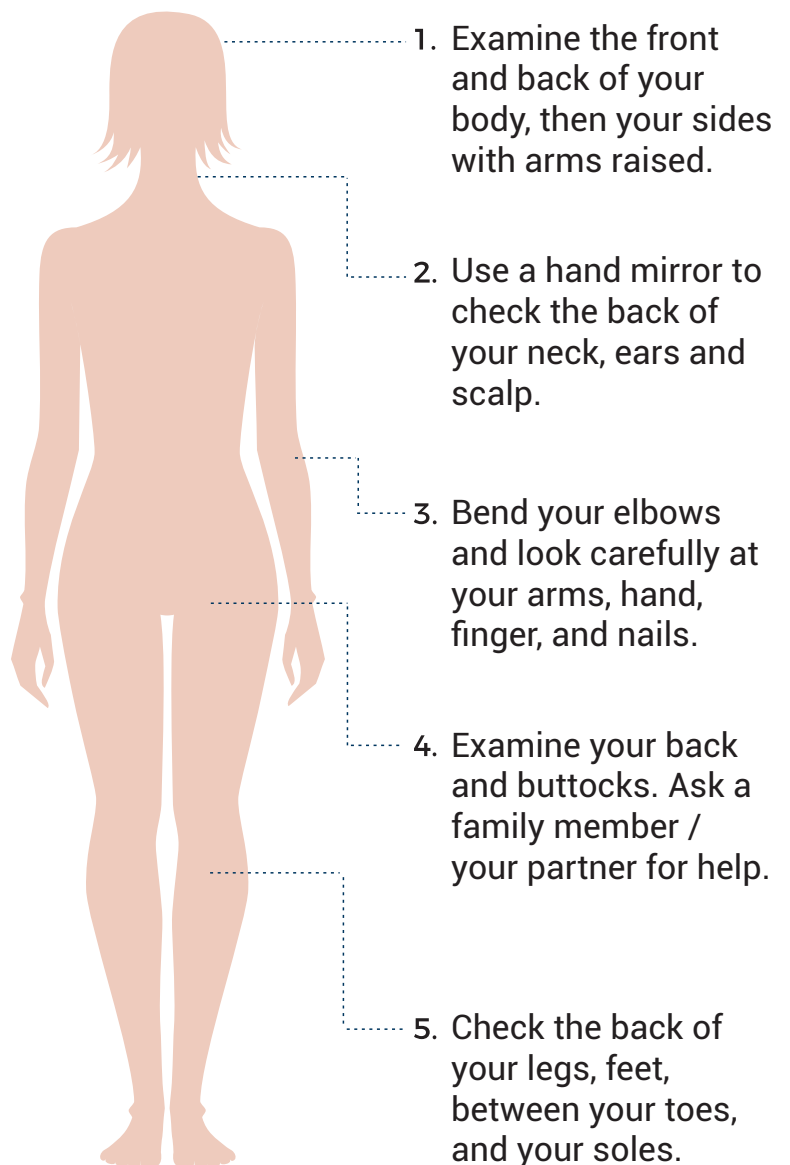 1. Examine the front
and back of your
body, then your sides
with arms raised.
2. Use a hand mirror to
check the back of
your neck, ears and
scalp.
3. Bend your elbows
and look carefully at
your arms, hand,
finger, and nails.
4. Examine your back
and buttocks. Ask a
family member /
your partner for help.
5. Check the back of
your legs, feet,
between your toes,
and your soles.